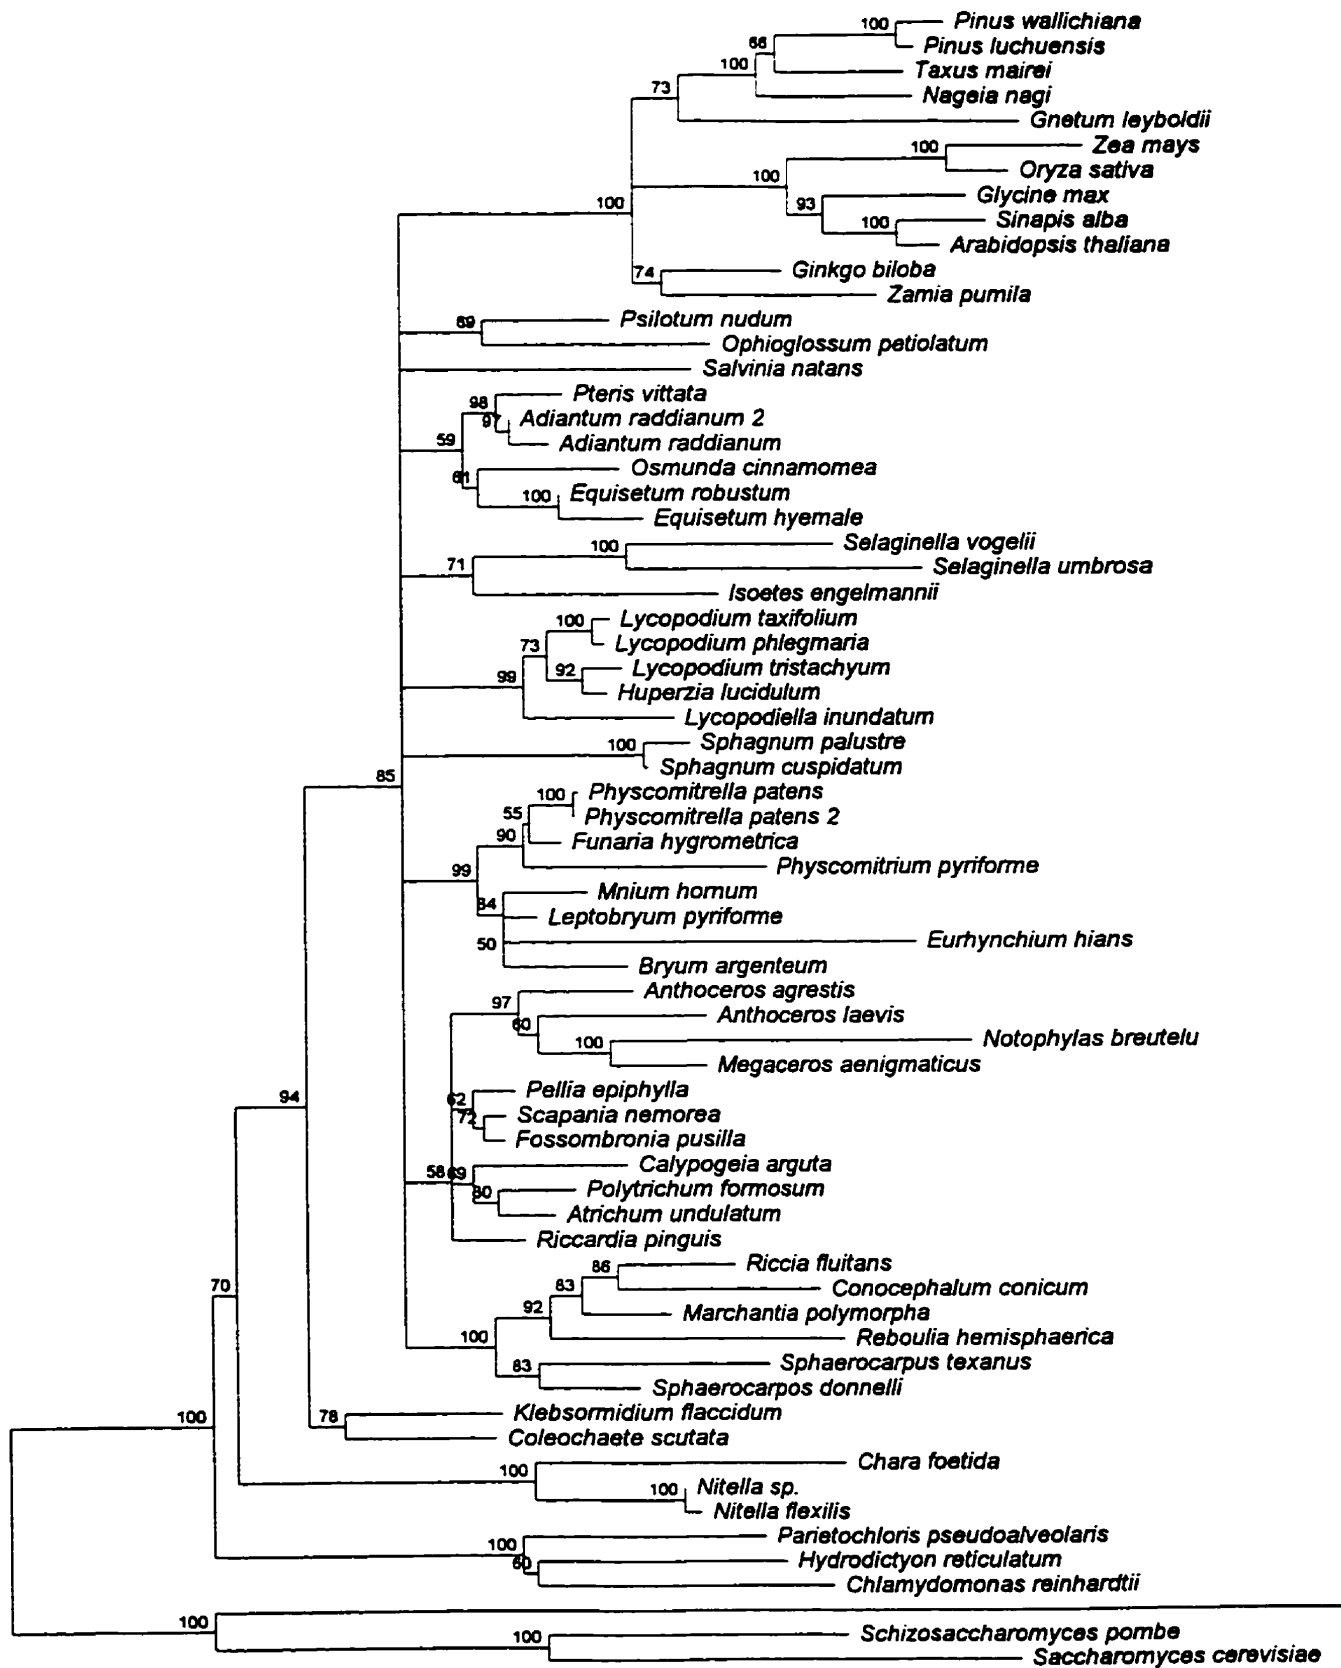 100 Pinus wallichiana
66 Pinus luchuensis
100 Taxus mairei
73 Nageia nagi
Gnetum leyboldii
100 Zea mays
100 Oryza sativa
93 Glycine max
100 100 Sinapis alba
Arabidopsis thaliana
74 Ginkgo biloba
Zamia pumila
69 Psilotum nudum
Ophioglossum petiolatum
Salvinia natans
98 Pteris vittata
97 Adiantum raddianum 2
59 Adiantum raddianum
61 Osmunda cinnamomea
100 Equisetum robustum
Equisetum hyemale
100 Selaginella vogelii
71 Selaginella umbrosa
Isoetes engelmannii
100 Lycopodium taxifolium
73 Lycopodium phlegmaria
99 92 Lycopodium tristachyum
Huperzia lucidulum
Lycopodiella inundatum
100 Sphagnum palustre
85 Sphagnum cuspidatum
100 Physcomitrella patens
55 Physcomitrella patens 2
90 Funaria hygrometrica
99 Physcomitrium pyriforme
Mnium hornum
64 Leptobryum pyriforme
50 Eurhynchium hians
Bryum argenteum
97 Anthoceros agrestis
60 Anthoceros laevis
100 Notophylas breutelu
Megaceros aenigmaticus
94 62 Pellia epiphylla
72 Scapania nemorea
Fossombronia pusilla
58 69 Calypogeia arguta
80 Polytrichum formosum
Atrichum undulatum
Riccardia pinguis
86 Riccia fluitans
70 83 Conocephalum conicum
92 Marchantia polymorpha
100 Reboulia hemisphaerica
83 Sphaerocarpus texanus
Sphaerocarpos donnelli
100 78 Klebsormidium flaccidum
Coleochaete scutata
100 Chara foetida
100 Nitella sp.
Nitella flexilis
100 Parietochloris pseudoalveolaris
60 Hydrodictyon reticulatum
Chlamydomonas reinhardtii
100 Schizosaccharomyces pombe
100 Saccharomyces cerevisiae